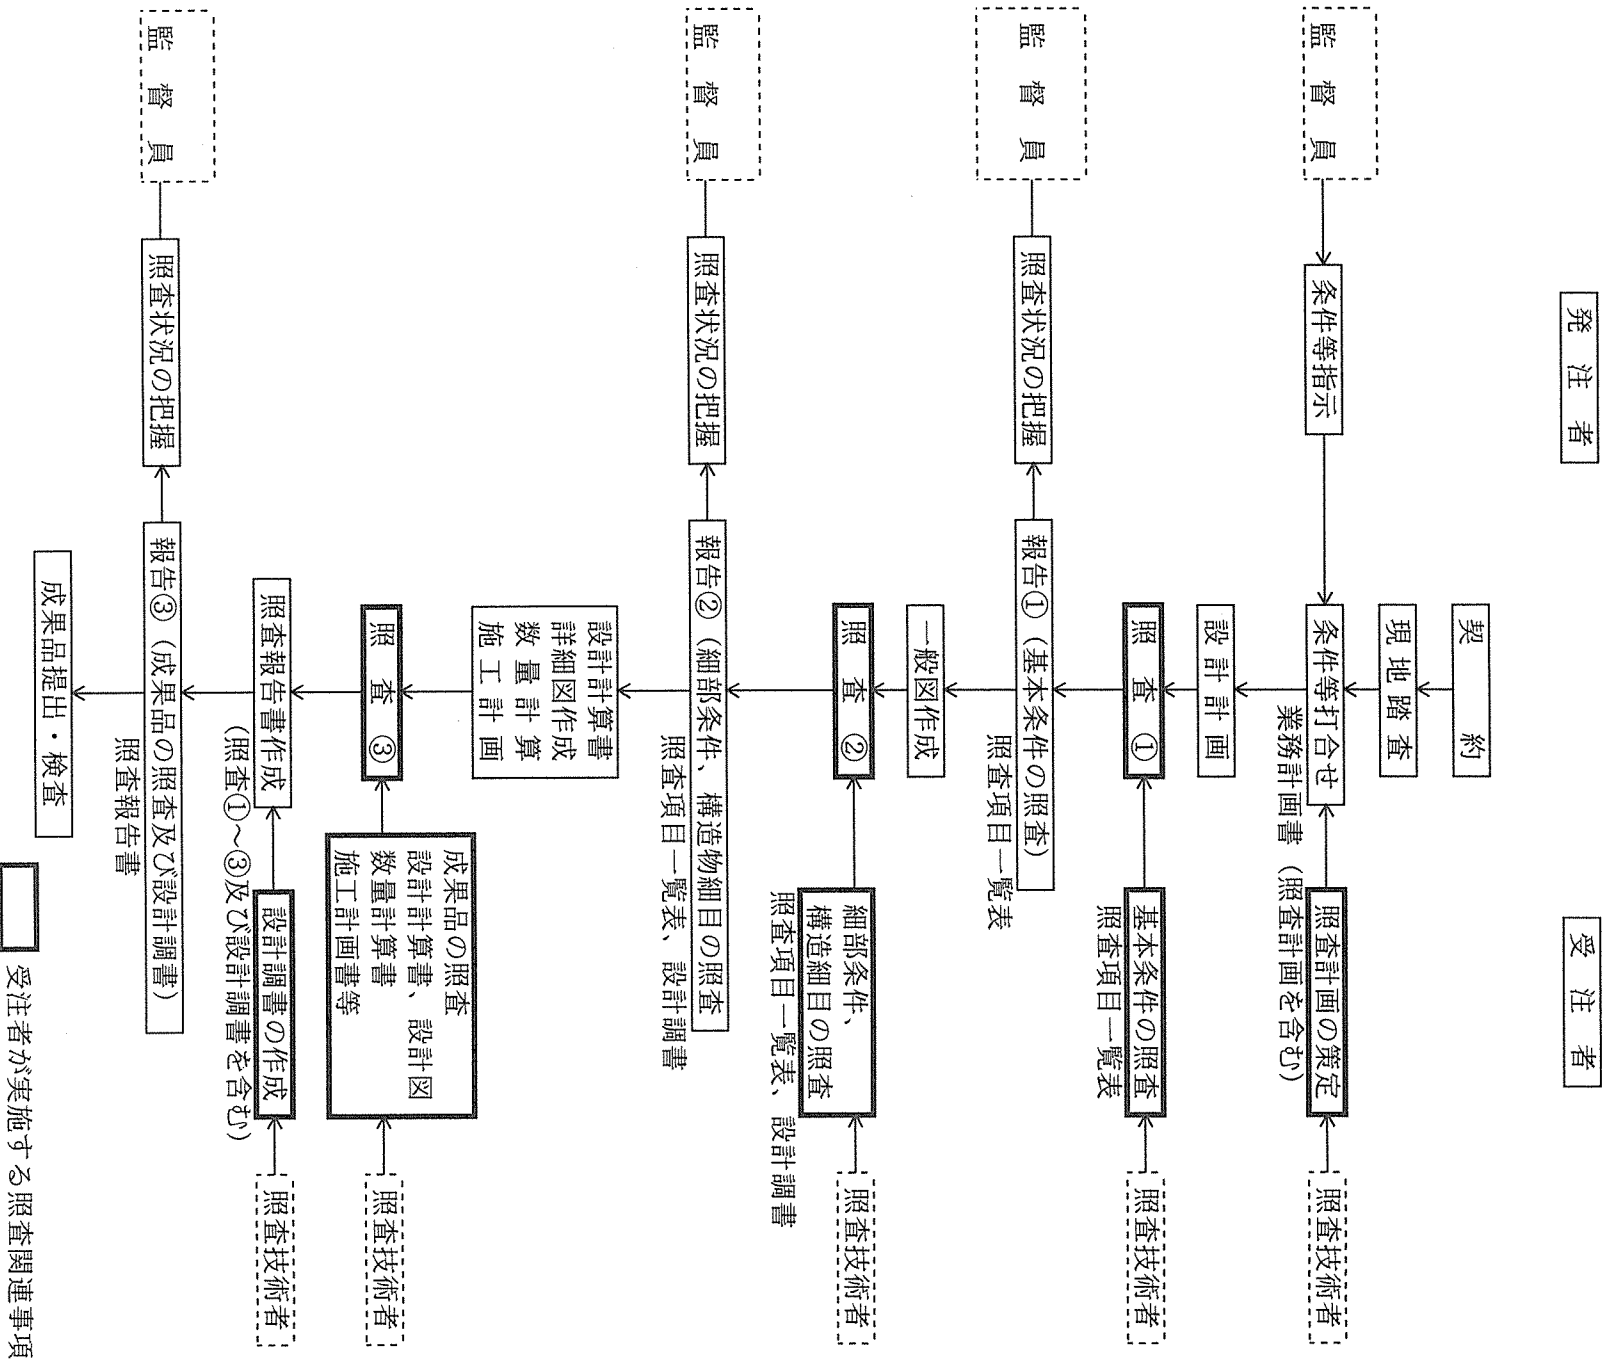 発注者
受注者
契約
現地踏査
監督員
条件等指示
条件等打合せ
業務計画書（照査計画を含む）
照査計画の策定
照査技術者
設計計画
照査①
基本条件の照査
照査項目一覧表
照査技術者
監督員
照査状況の把握
報告①（基本条件の照査）
照査項目一覧表
一般図作成
照査②
細部条件、
構造細目の照査
照査項目一覧表、設計調書
照査技術者
監督員
照査状況の把握
報告②（細部条件、構造物細目の照査
照査項目一覧表、設計調書
設計計算書
詳細図作成
数量計算
施工計画
照査③
成果品の照査
設計計算書、設計図
数量計算書
施工計画書等
照査技術者
照査報告書作成
（照査①～③及び設計調書を含む）
設計調書の作成
照査技術者
監督員
照査状況の把握
報告③（成果品の照査及び設計調書）
照査報告書
成果品提出・検査
受注者が実施する照査関連事項